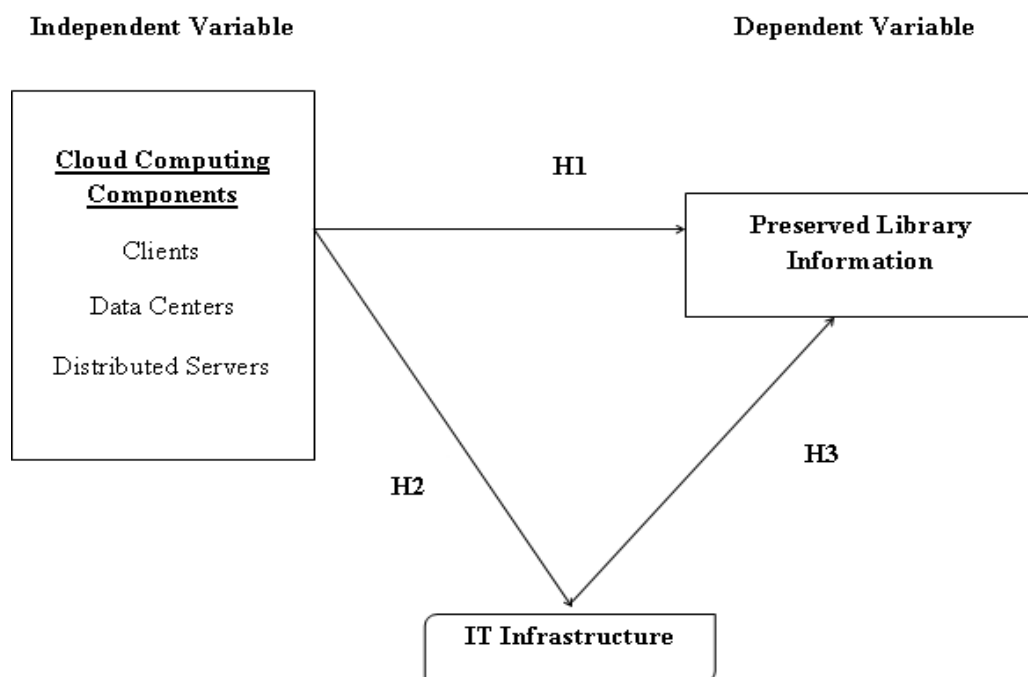 Independent Variable
Dependent Variable
Cloud Computing
Components
Clients
Data Centers
Distributed Servers
H1
Preserved Library
Information
H2
H3
IT Infrastructure